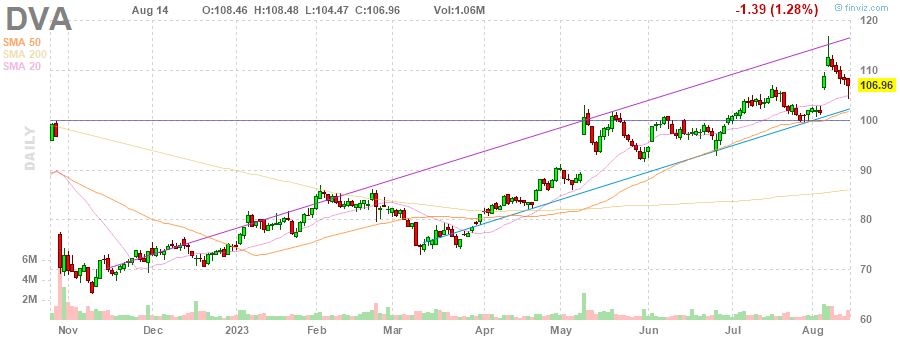 DVA
Aug 14 O:108.46 H:108.48 L:104.47 C:106.96 Vol:1.06M
-1.39 (1.28%)
finviz.com
SMA 50
SMA 200
SMA 20
120
110
106.96
100
90
80
70
60
DAILY
6M
4M
2M
Nov Dec 2023 Feb Mar Apr May Jun Jul Aug